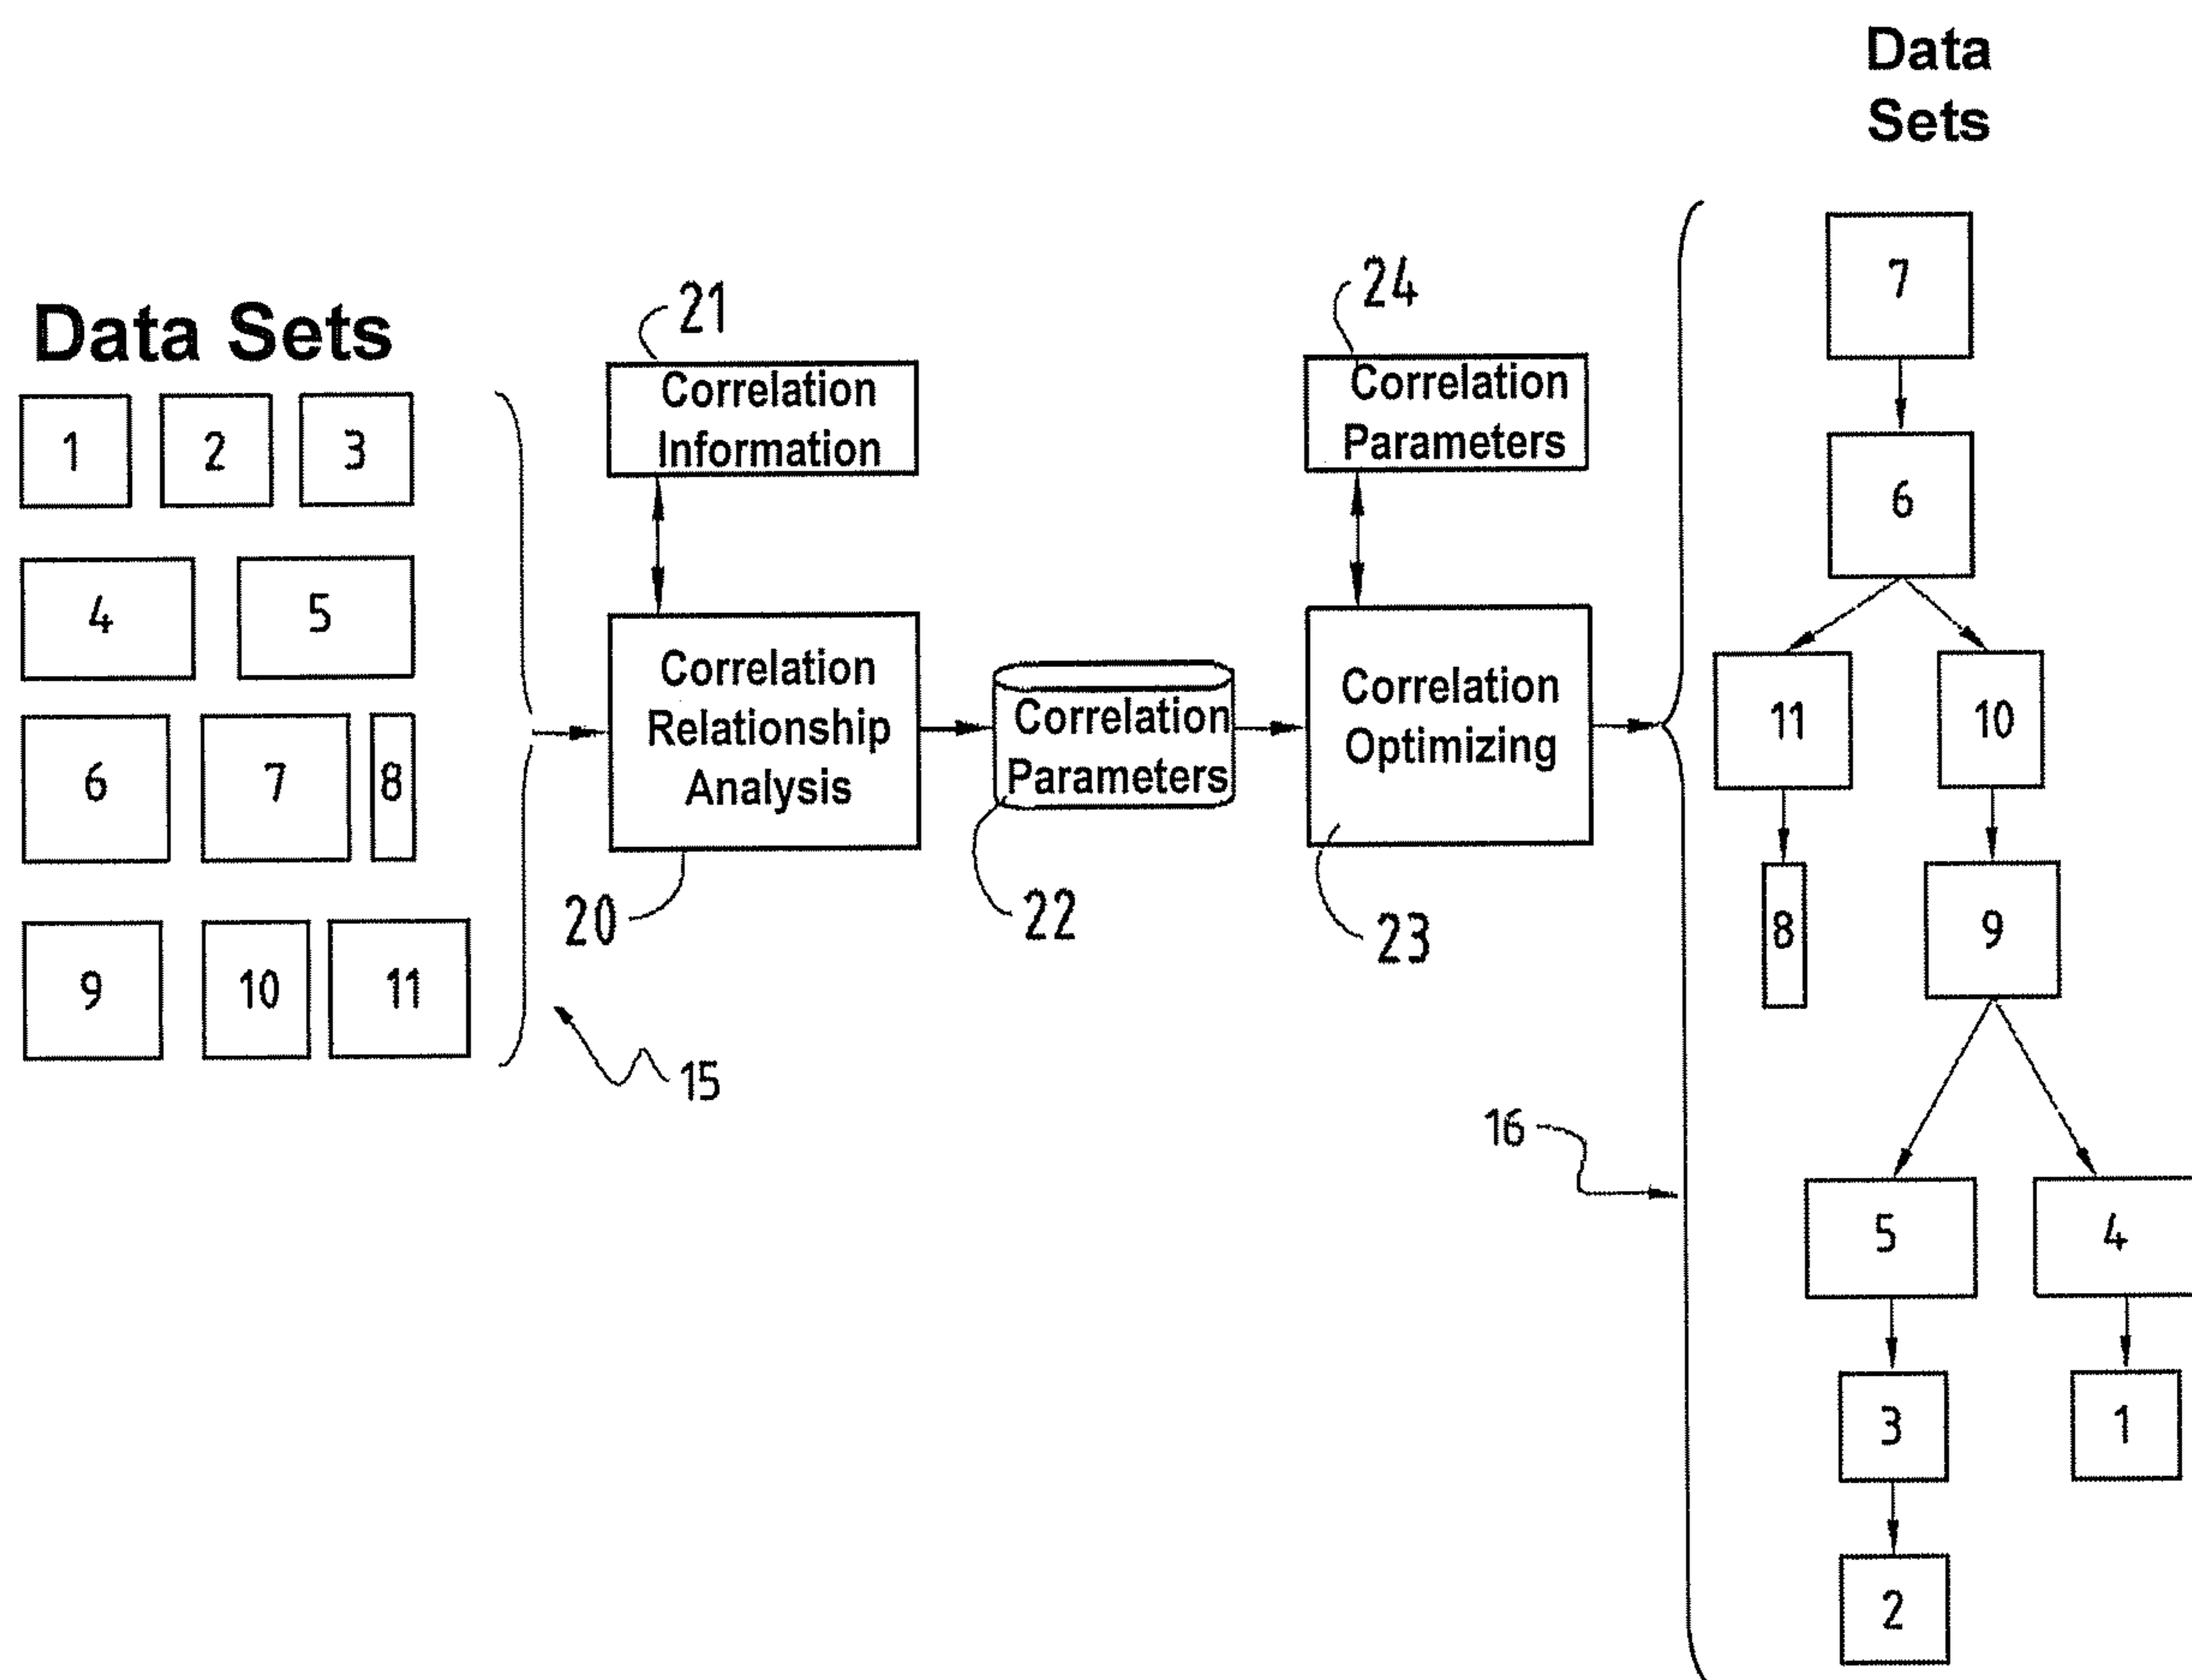 Data Sets
1 2 3
4 5
6 7 8
9 10 11
15
21
Correlation
Information
Correlation
Relationship
Analysis
20
Correlation
Parameters
22
24
Correlation
Parameters
Correlation
Optimizing
23
16
Data
Sets
7
6
11 10
8 9
5 4
3 1
2